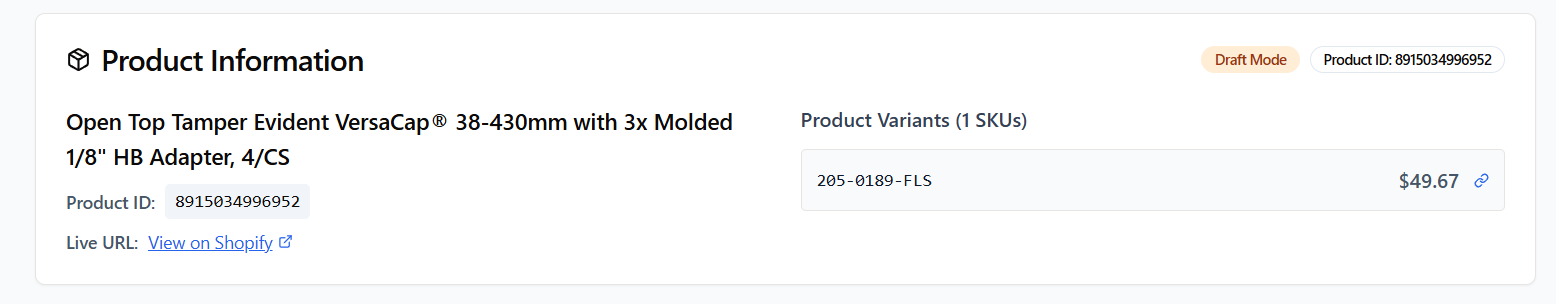 Product Information
Draft Mode
Product ID: 8915034996952
Open Top Tamper Evident VersaCap® 38-430mm with 3x Molded
1/8" HB Adapter, 4/CS
Product ID: 8915034996952
Live URL: View on Shopify
Product Variants (1 SKUs)
205-0189-FLS $49.67